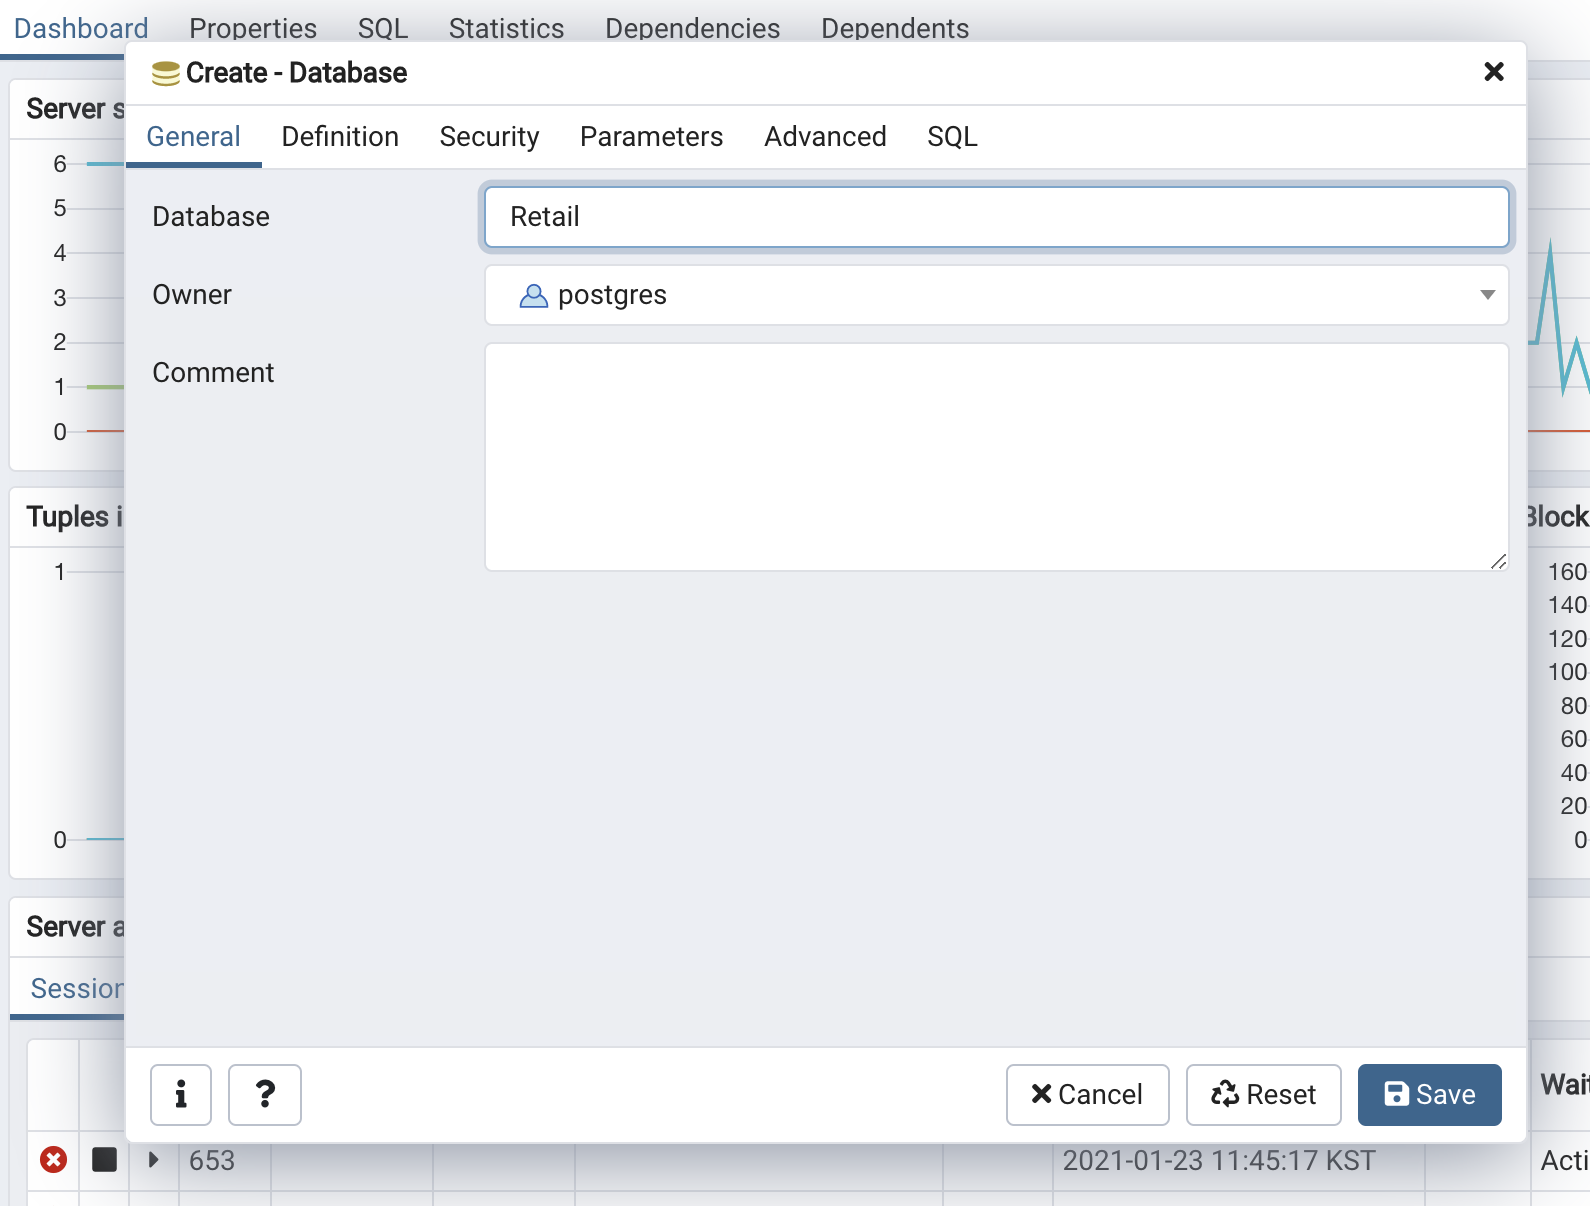 Dashboard Properties SQL Statistics Dependencies Dependents
Create - Database
General Definition Security Parameters Advanced SQL
Database Retail
Owner postgres
Comment
i ? Cancel Reset Save
Server s
6
5
4
3
2
1
0
Tuples i
1
0
Block
160
140
120
100
80
60
40
20
0
Server a
Session
Wait
653 2021-01-23 11:45:17 KST Acti